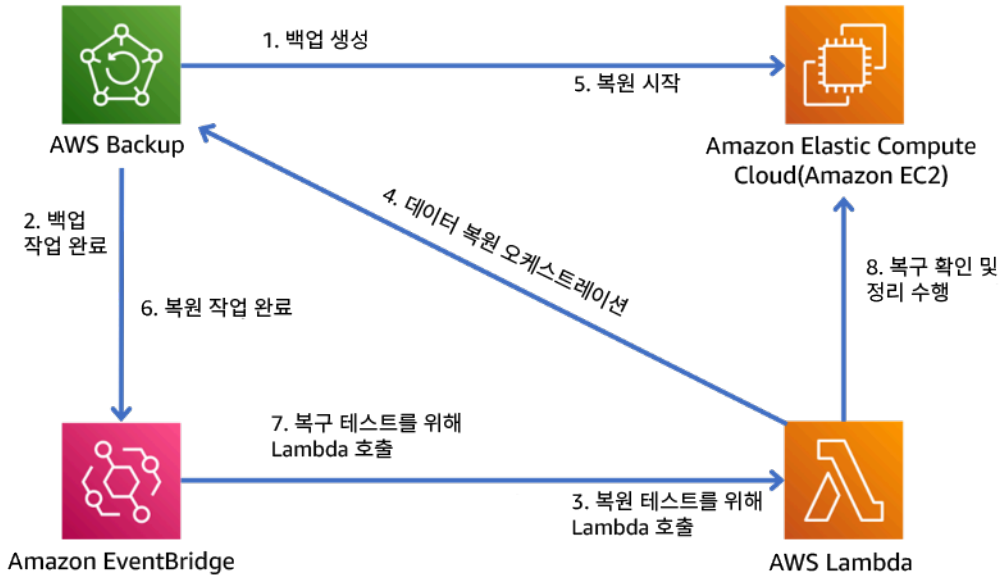 1. 백업 생성
5. 복원 시작
AWS Backup
Amazon Elastic Compute
Cloud(Amazon EC2)
2. 백업
작업 완료
4. 데이터 복원 오케스트레이션
8. 복구 확인 및
정리 수행
6. 복원 작업 완료
7. 복구 테스트를 위해
Lambda 호출
3. 복원 테스트를 위해
Lambda 호출
Amazon EventBridge
AWS Lambda